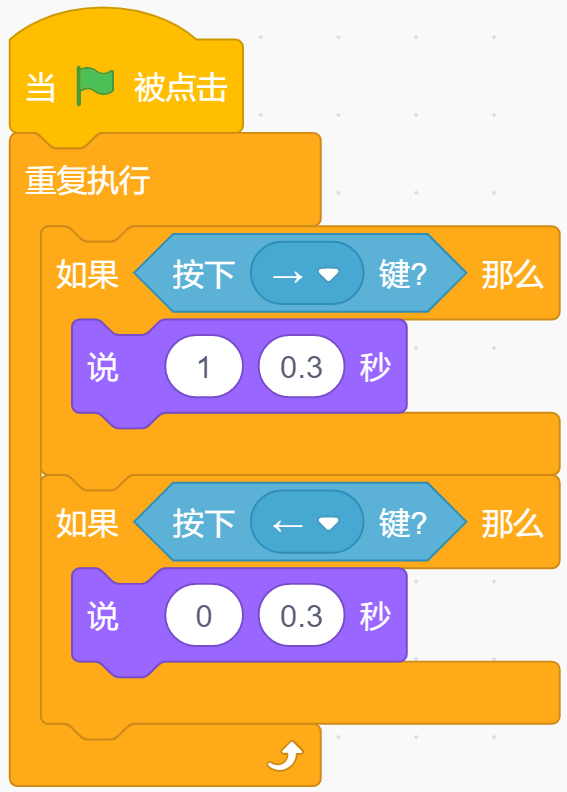 当 被点击
重复执行
如果 按下 → 键? 那么
说 1 0.3 秒
如果 按下 ← 键? 那么
说 0 0.3 秒